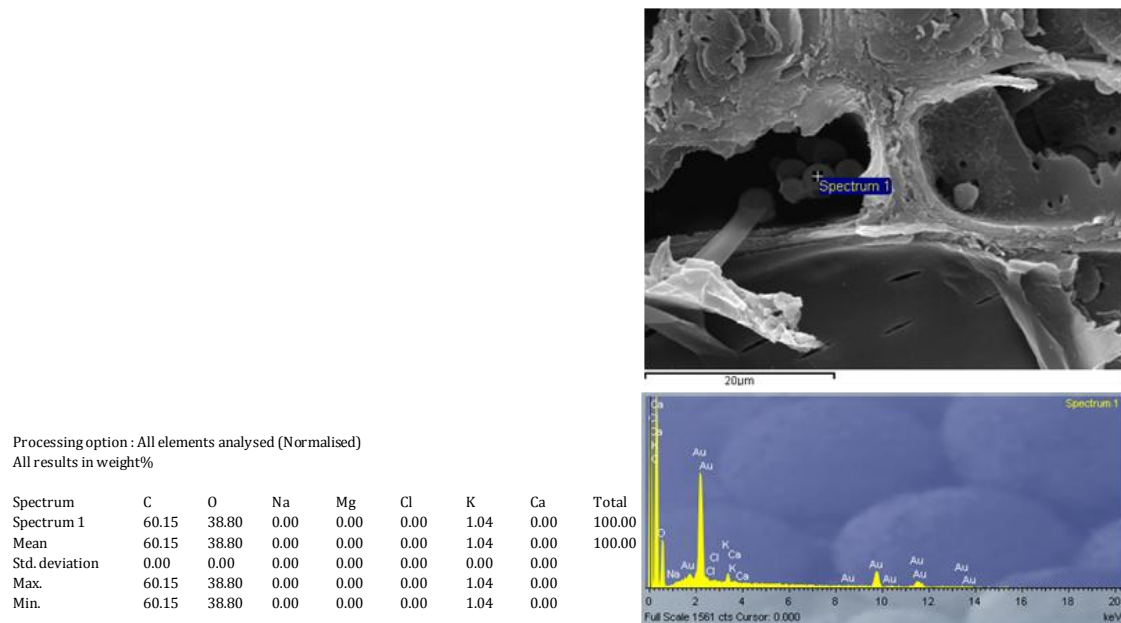 Spectrum 1
20µm
Processing option : All elements analysed (Normalised)
All results in weight%
Spectrum C O Na Mg Cl K Ca Total
Spectrum 1 60.15 38.80 0.00 0.00 0.00 1.04 0.00 100.00
Mean 60.15 38.80 0.00 0.00 0.00 1.04 0.00 100.00
Std. deviation 0.00 0.00 0.00 0.00 0.00 0.00 0.00
Max. 60.15 38.80 0.00 0.00 0.00 1.04 0.00
Min. 60.15 38.80 0.00 0.00 0.00 1.04 0.00
Spectrum 1
Ca
Ca
O
Na
Au
Au
Au
Cl
Cl
K
Ca
K
Ca
Au
Au
Au
Au
Au
Au
Au
0 2 4 6 8 10 12 14 16 18 20
Full Scale 1561 cts Cursor: 0.000 keV